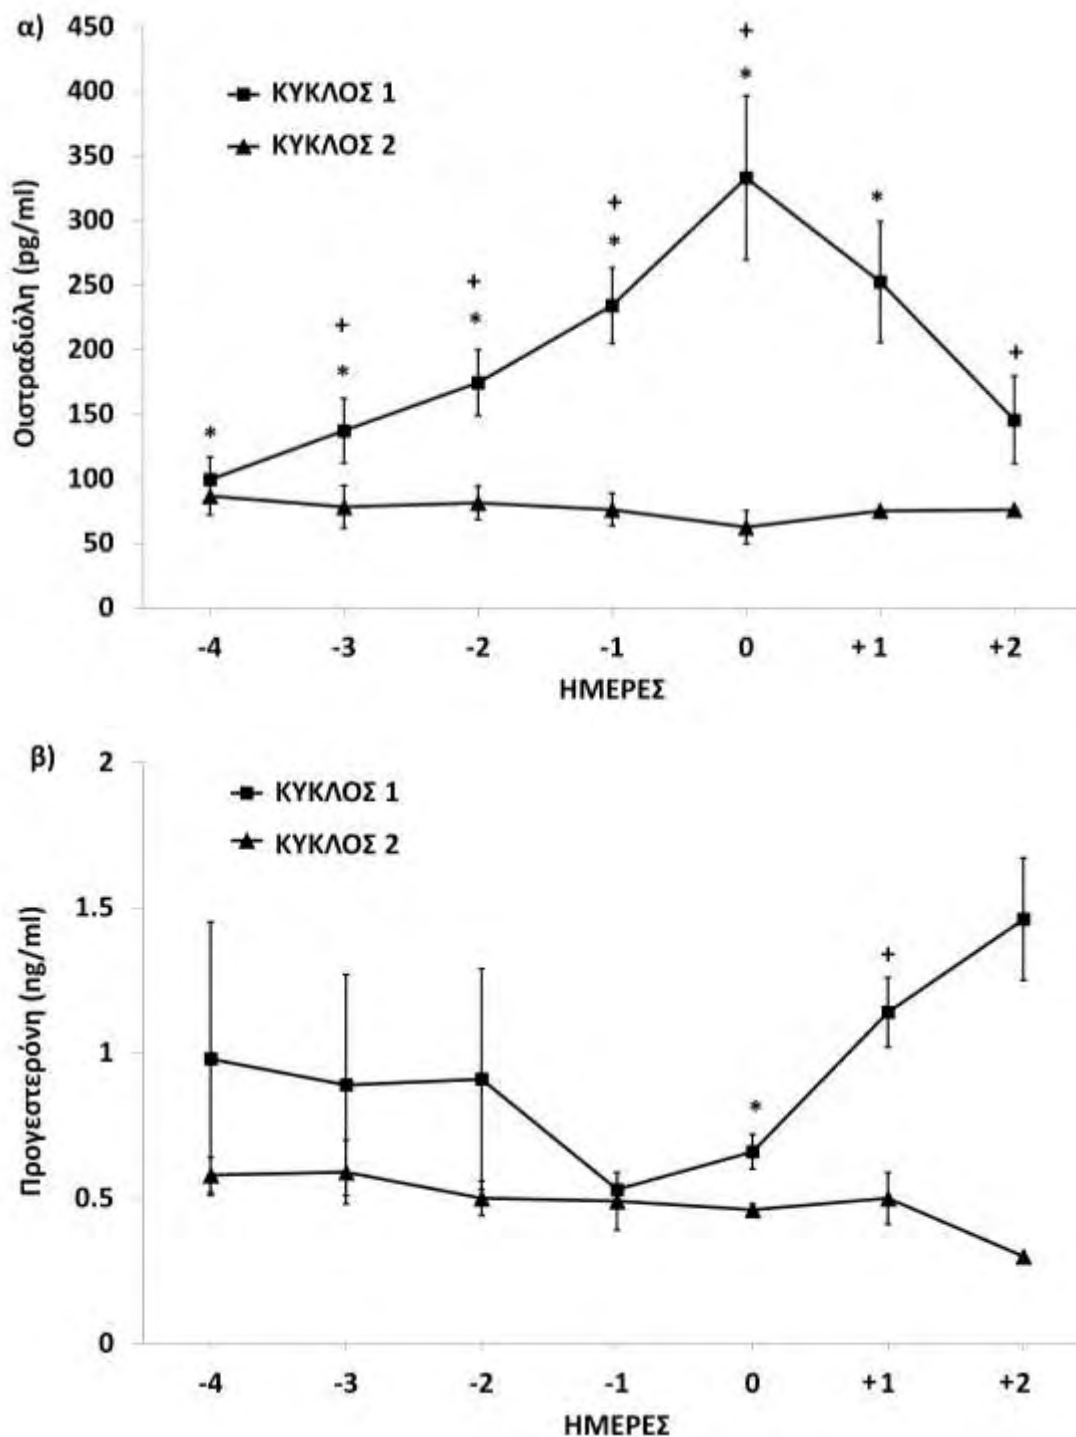 α)
Οιστραδιόλη (pg/ml)
450
400
350
300
250
200
150
100
50
0
ΚΥΚΛΟΣ 1
ΚΥΚΛΟΣ 2
*
+
*
+
*
+
*
+
*
*
+
-4 -3 -2 -1 0 +1 +2
ΗΜΕΡΕΣ
β)
Προγεστερόνη (ng/ml)
2
1.5
1
0.5
0
ΚΥΚΛΟΣ 1
ΚΥΚΛΟΣ 2
*
+
-4 -3 -2 -1 0 +1 +2
ΗΜΕΡΕΣ